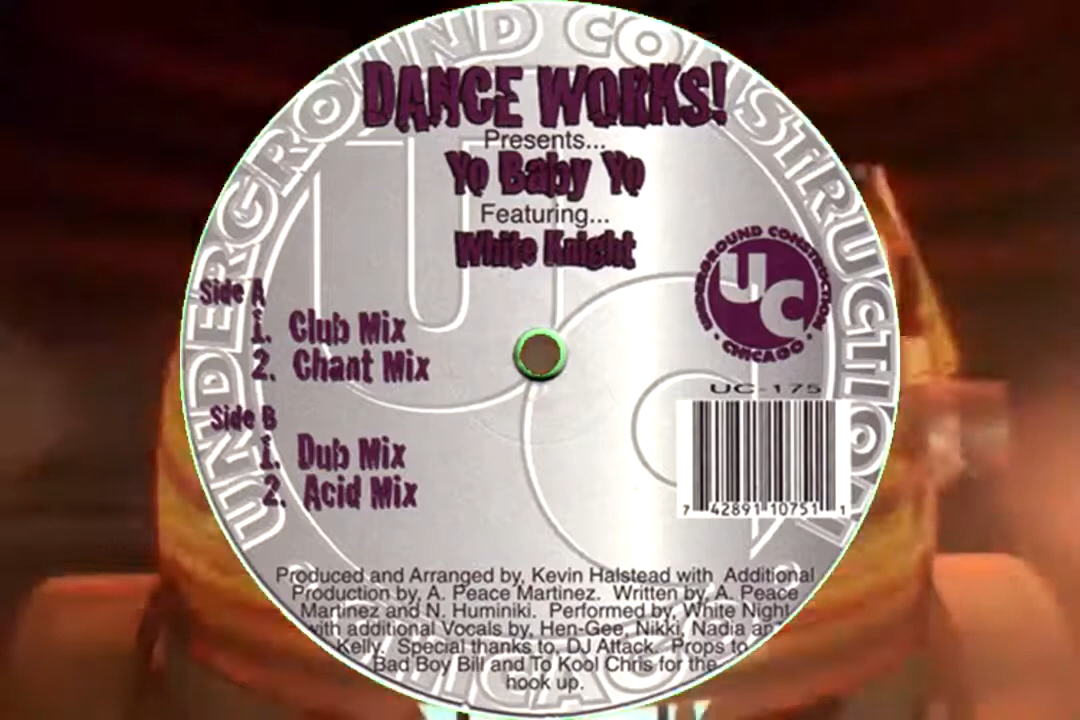 UNDERGROUND CONSTRUCTION
CHICAGO
DANCE WORKS!
Presents...
Yo Baby Yo
Featuring...
White Knight
UNDERGROUND CONSTRUCTION
UC
• CHICAGO •
UC-175
7 42891 10751 1
Side A
1. Club Mix
2. Chant Mix
Side B
1. Dub Mix
2. Acid Mix
Produced and Arranged by, Kevin Halstead with Additional
Production by, A. Peace Martinez. Written by, A. Peace
Martinez and N. Huminiki. Performed by, White Night
with additional Vocals by, Hen-Gee, Nikki, Nadia an
Kelly. Special thanks to, DJ Attack. Props to
Bad Boy Bill and To Kool Chris for the
hook up.